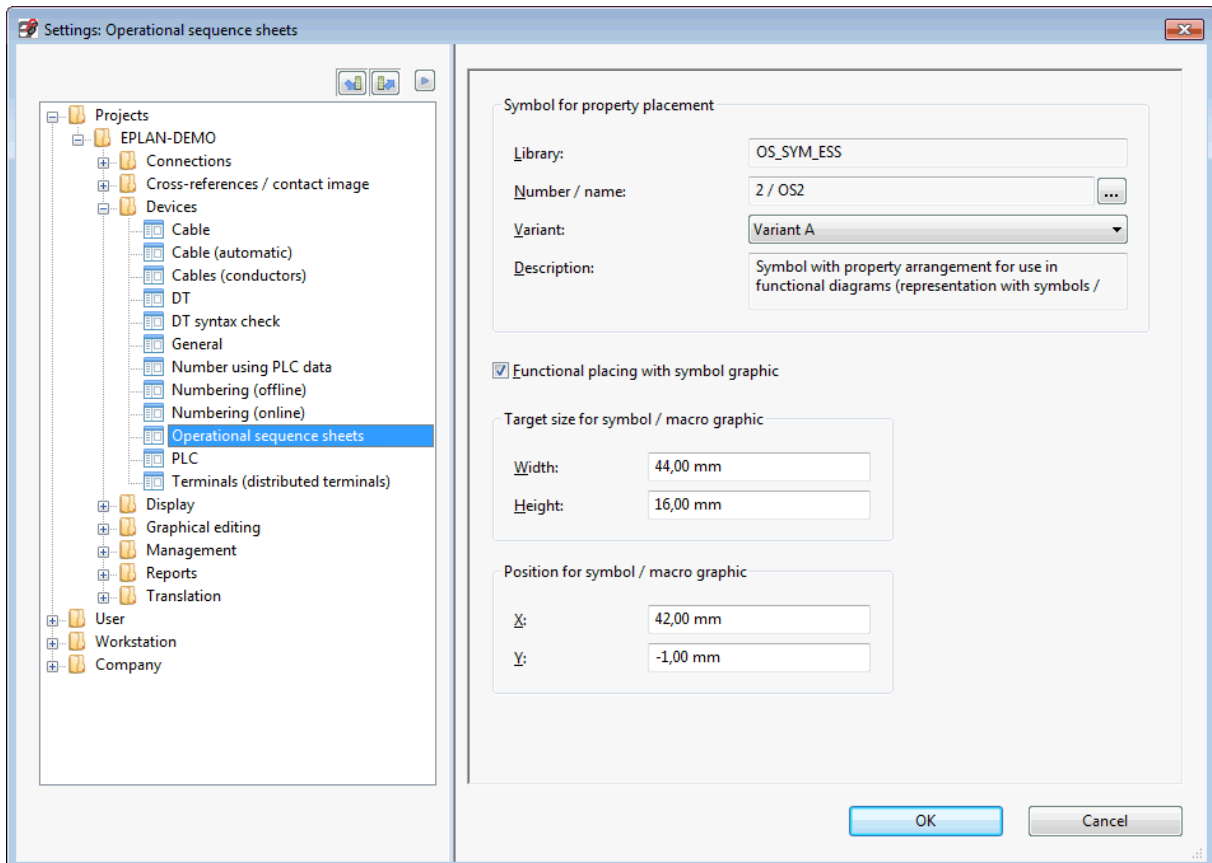 Settings: Operational sequence sheets
Projects
EPLAN-DEMO
Connections
Cross-references / contact image
Devices
Cable
Cable (automatic)
Cables (conductors)
DT
DT syntax check
General
Number using PLC data
Numbering (offline)
Numbering (online)
Operational sequence sheets
PLC
Terminals (distributed terminals)
Display
Graphical editing
Management
Reports
Translation
User
Workstation
Company
Symbol for property placement
Library: OS_SYM_ESS
Number / name: 2 / OS2 ...
Variant: Variant A
Description: Symbol with property arrangement for use in
functional diagrams (representation with symbols /
Functional placing with symbol graphic
Target size for symbol / macro graphic
Width: 44,00 mm
Height: 16,00 mm
Position for symbol / macro graphic
X: 42,00 mm
Y: -1,00 mm
OK Cancel